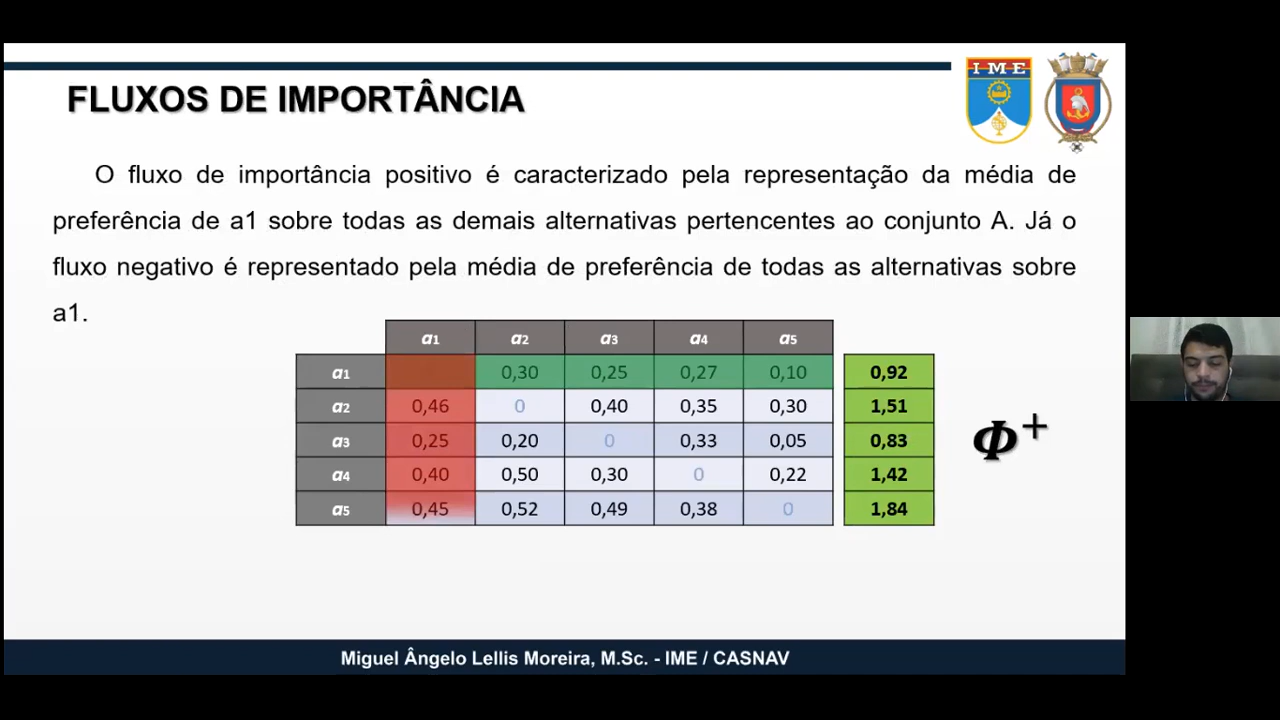 IME
FLUXOS DE IMPORTÂNCIA
O fluxo de importância positivo é caracterizado pela representação da média de
preferência de a1 sobre todas as demais alternativas pertencentes ao conjunto A. Já o
fluxo negativo é representado pela média de preferência de todas as alternativas sobre
a1.
a1 a2 a3 a4 a5
a1 0,30 0,25 0,27 0,10 0,92
a2 0,46 0 0,40 0,35 0,30 1,51
a3 0,25 0,20 0 0,33 0,05 0,83
a4 0,40 0,50 0,30 0 0,22 1,42
a5 0,45 0,52 0,49 0,38 0 1,84
Φ+
Miguel Ângelo Lellis Moreira, M.Sc. - IME / CASNAV